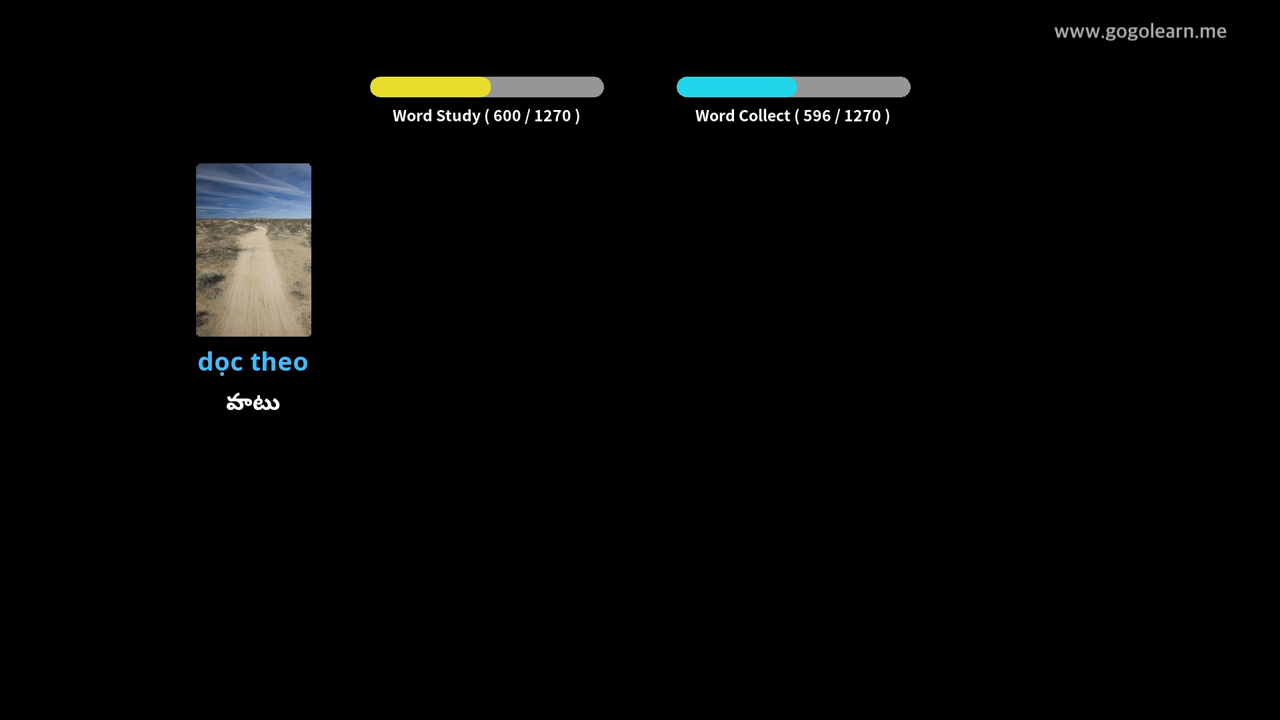 www.gogolearn.me
Word Study ( 600 / 1270 )
Word Collect ( 596 / 1270 )
dọc theo
వాటు